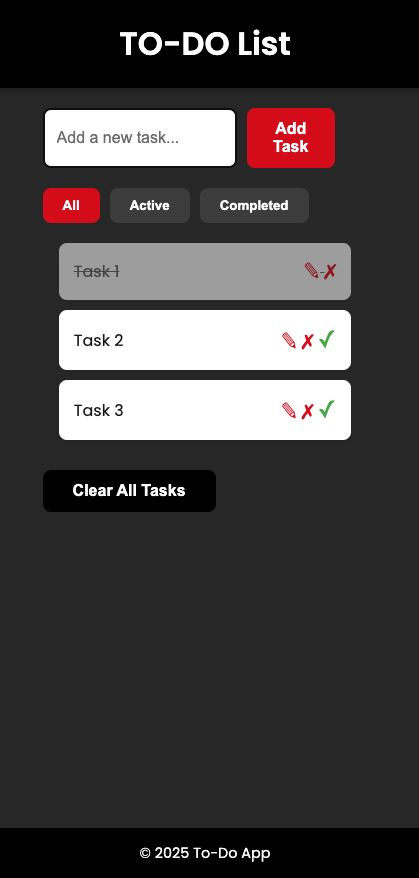 TO-DO List
Add a new task...
Add
Task
All Active Completed
Task 1 ✎ ✗
Task 2 ✎ ✗ ✓
Task 3 ✎ ✗ ✓
Clear All Tasks
© 2025 To-Do App